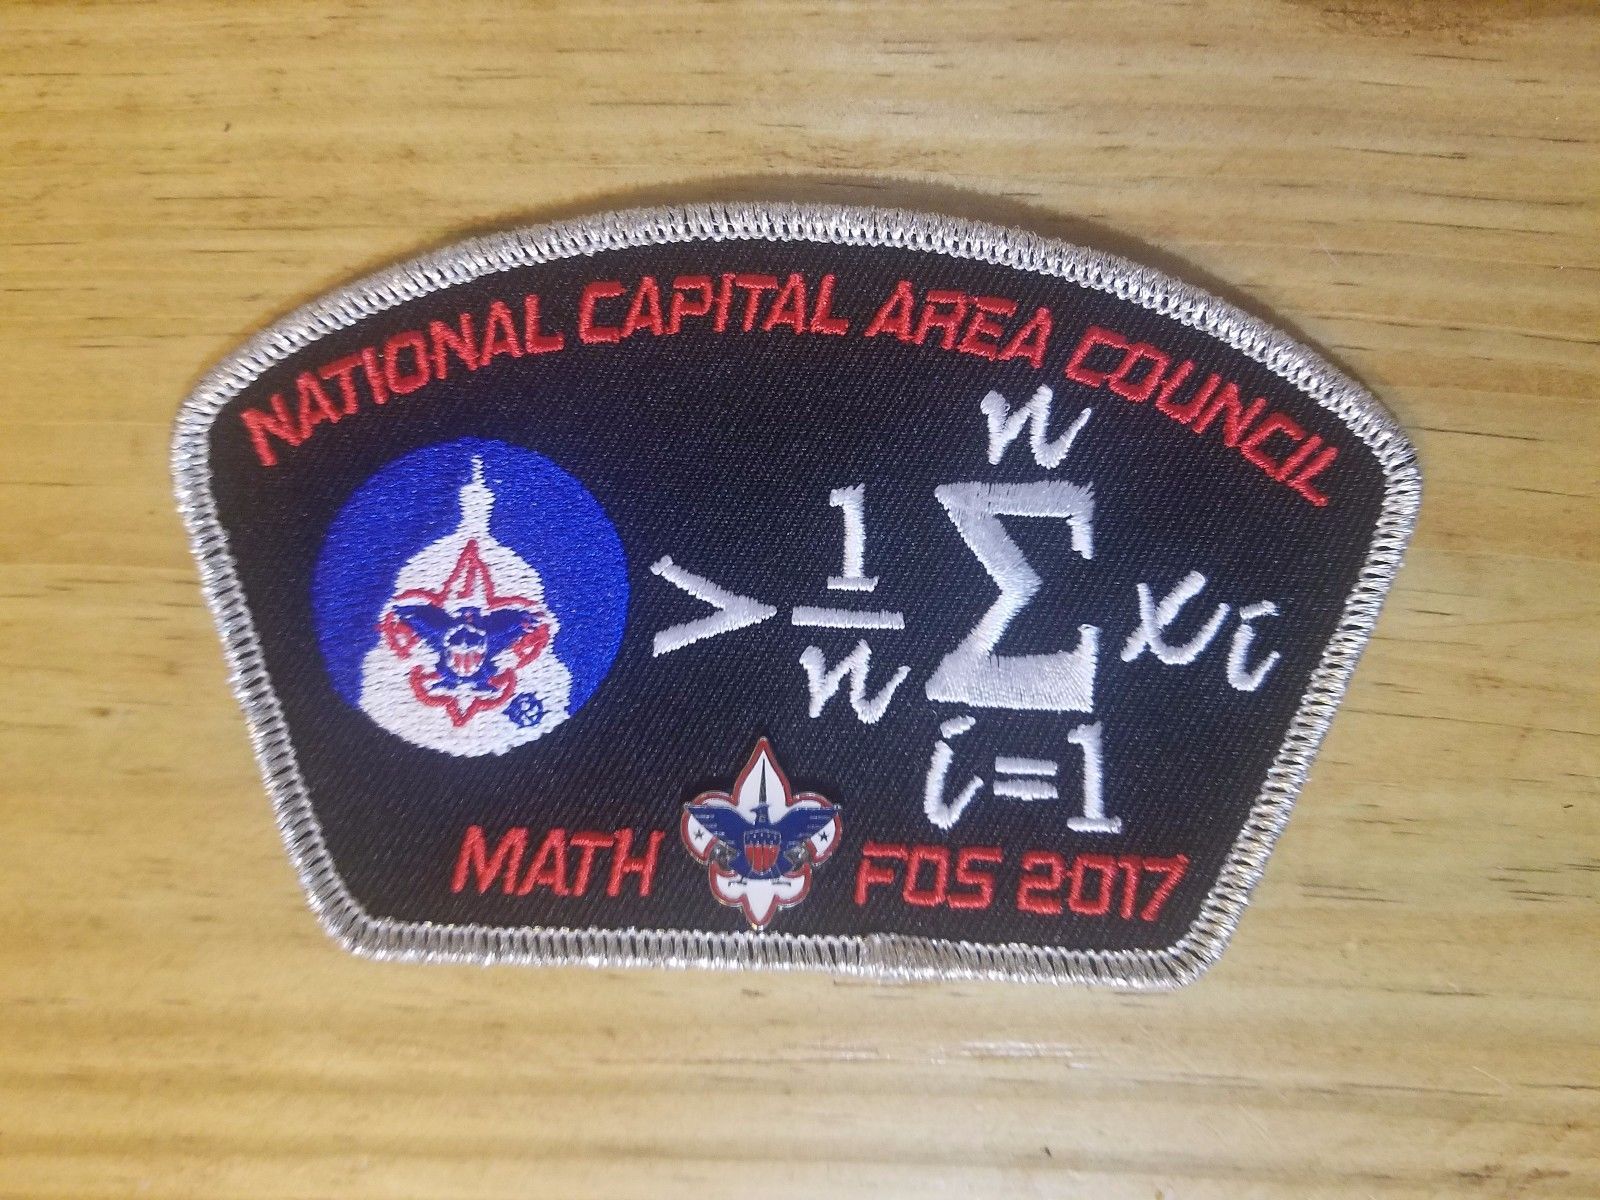 NATIONAL CAPITAL AREA COUNCIL
n
> 1/n Σ xi
i=1
®
MATH FOS 2017